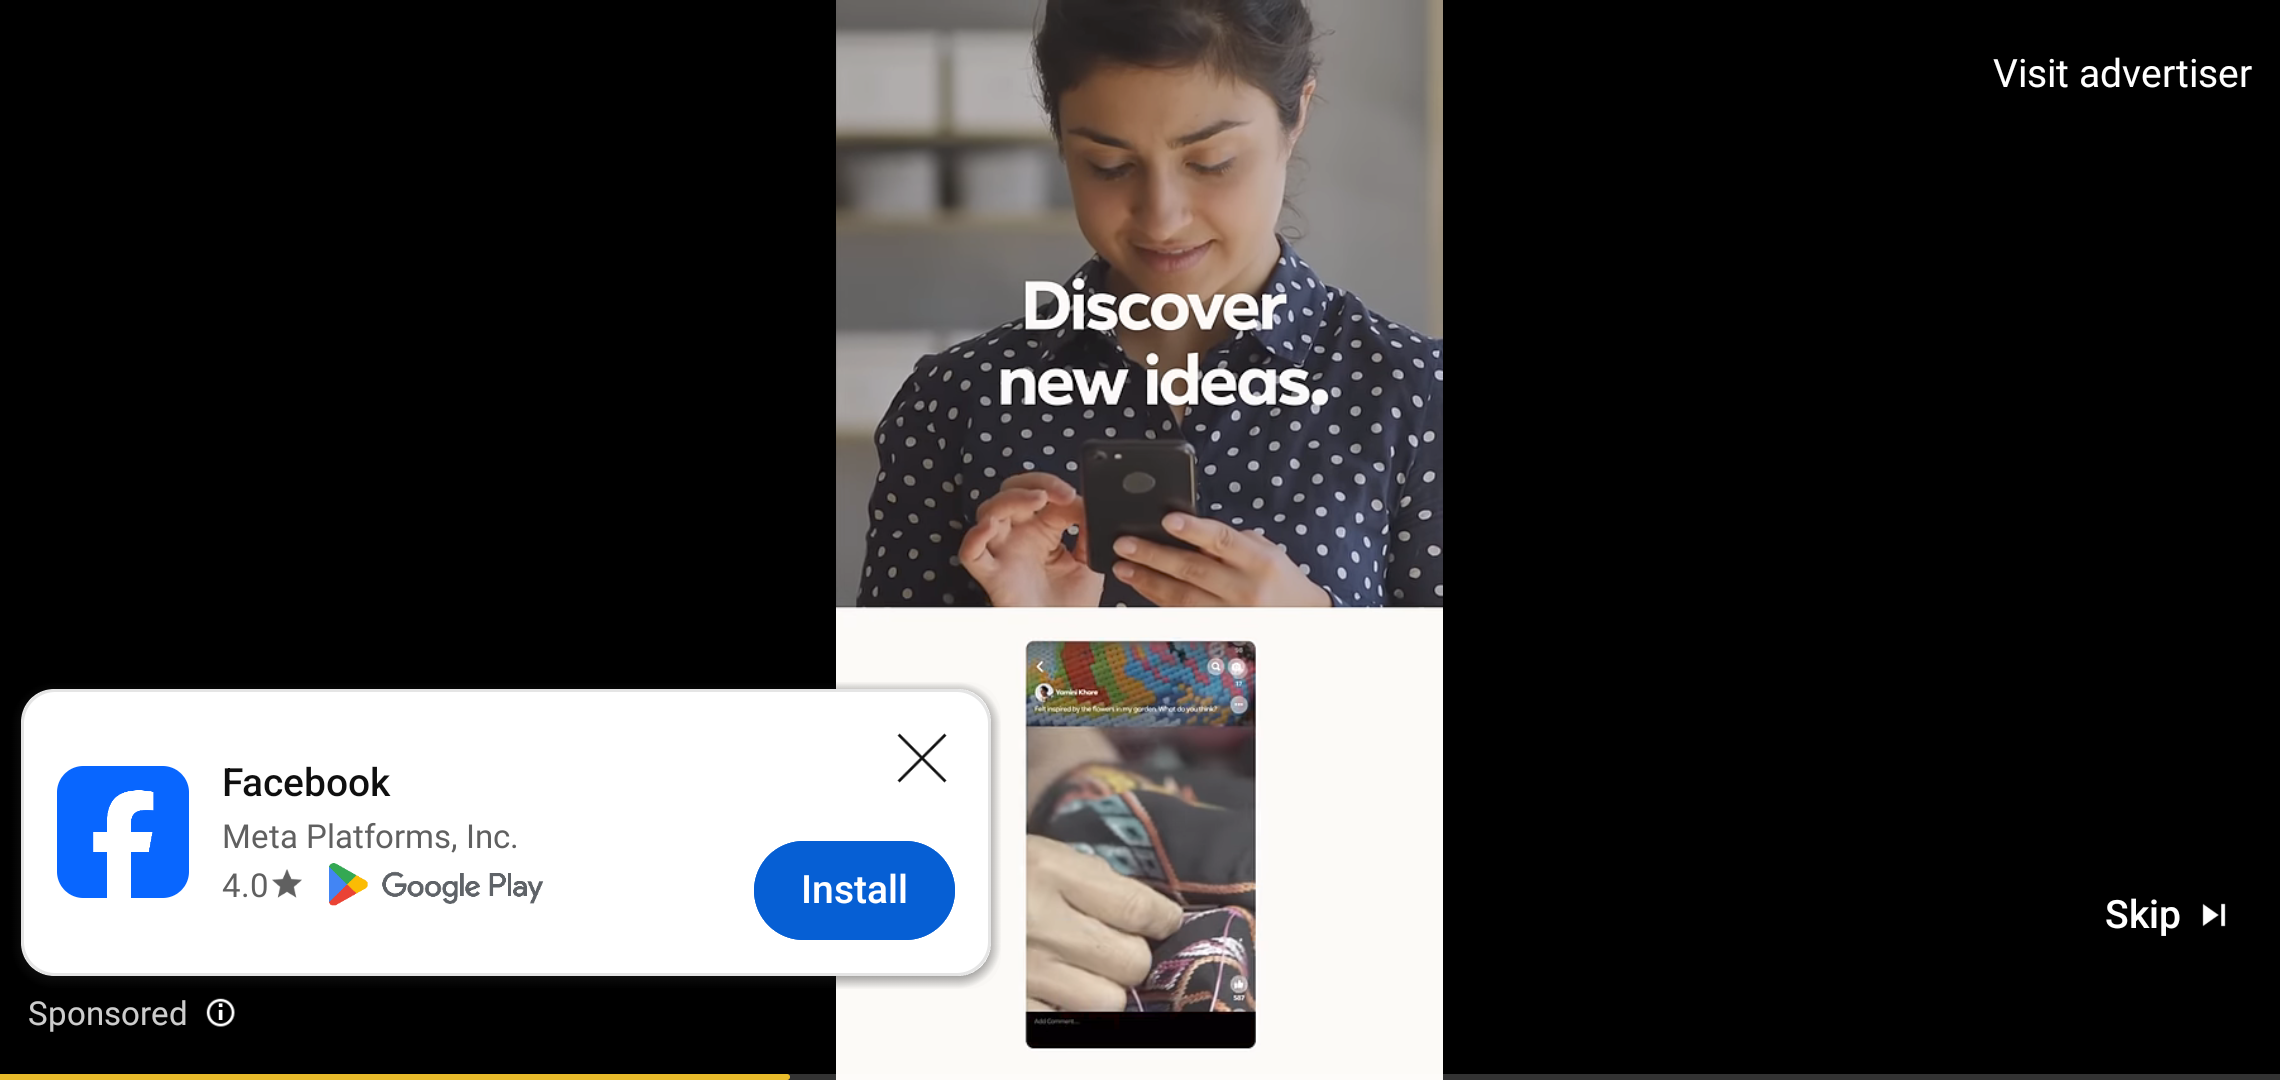 Visit advertiser
Discover
new ideas.
Yamini Khare
Felt inspired by the flowers in my garden. What do you think?
587
Add Comment...
Facebook
Meta Platforms, Inc.
4.0★ Google Play
Install
Skip
Sponsored